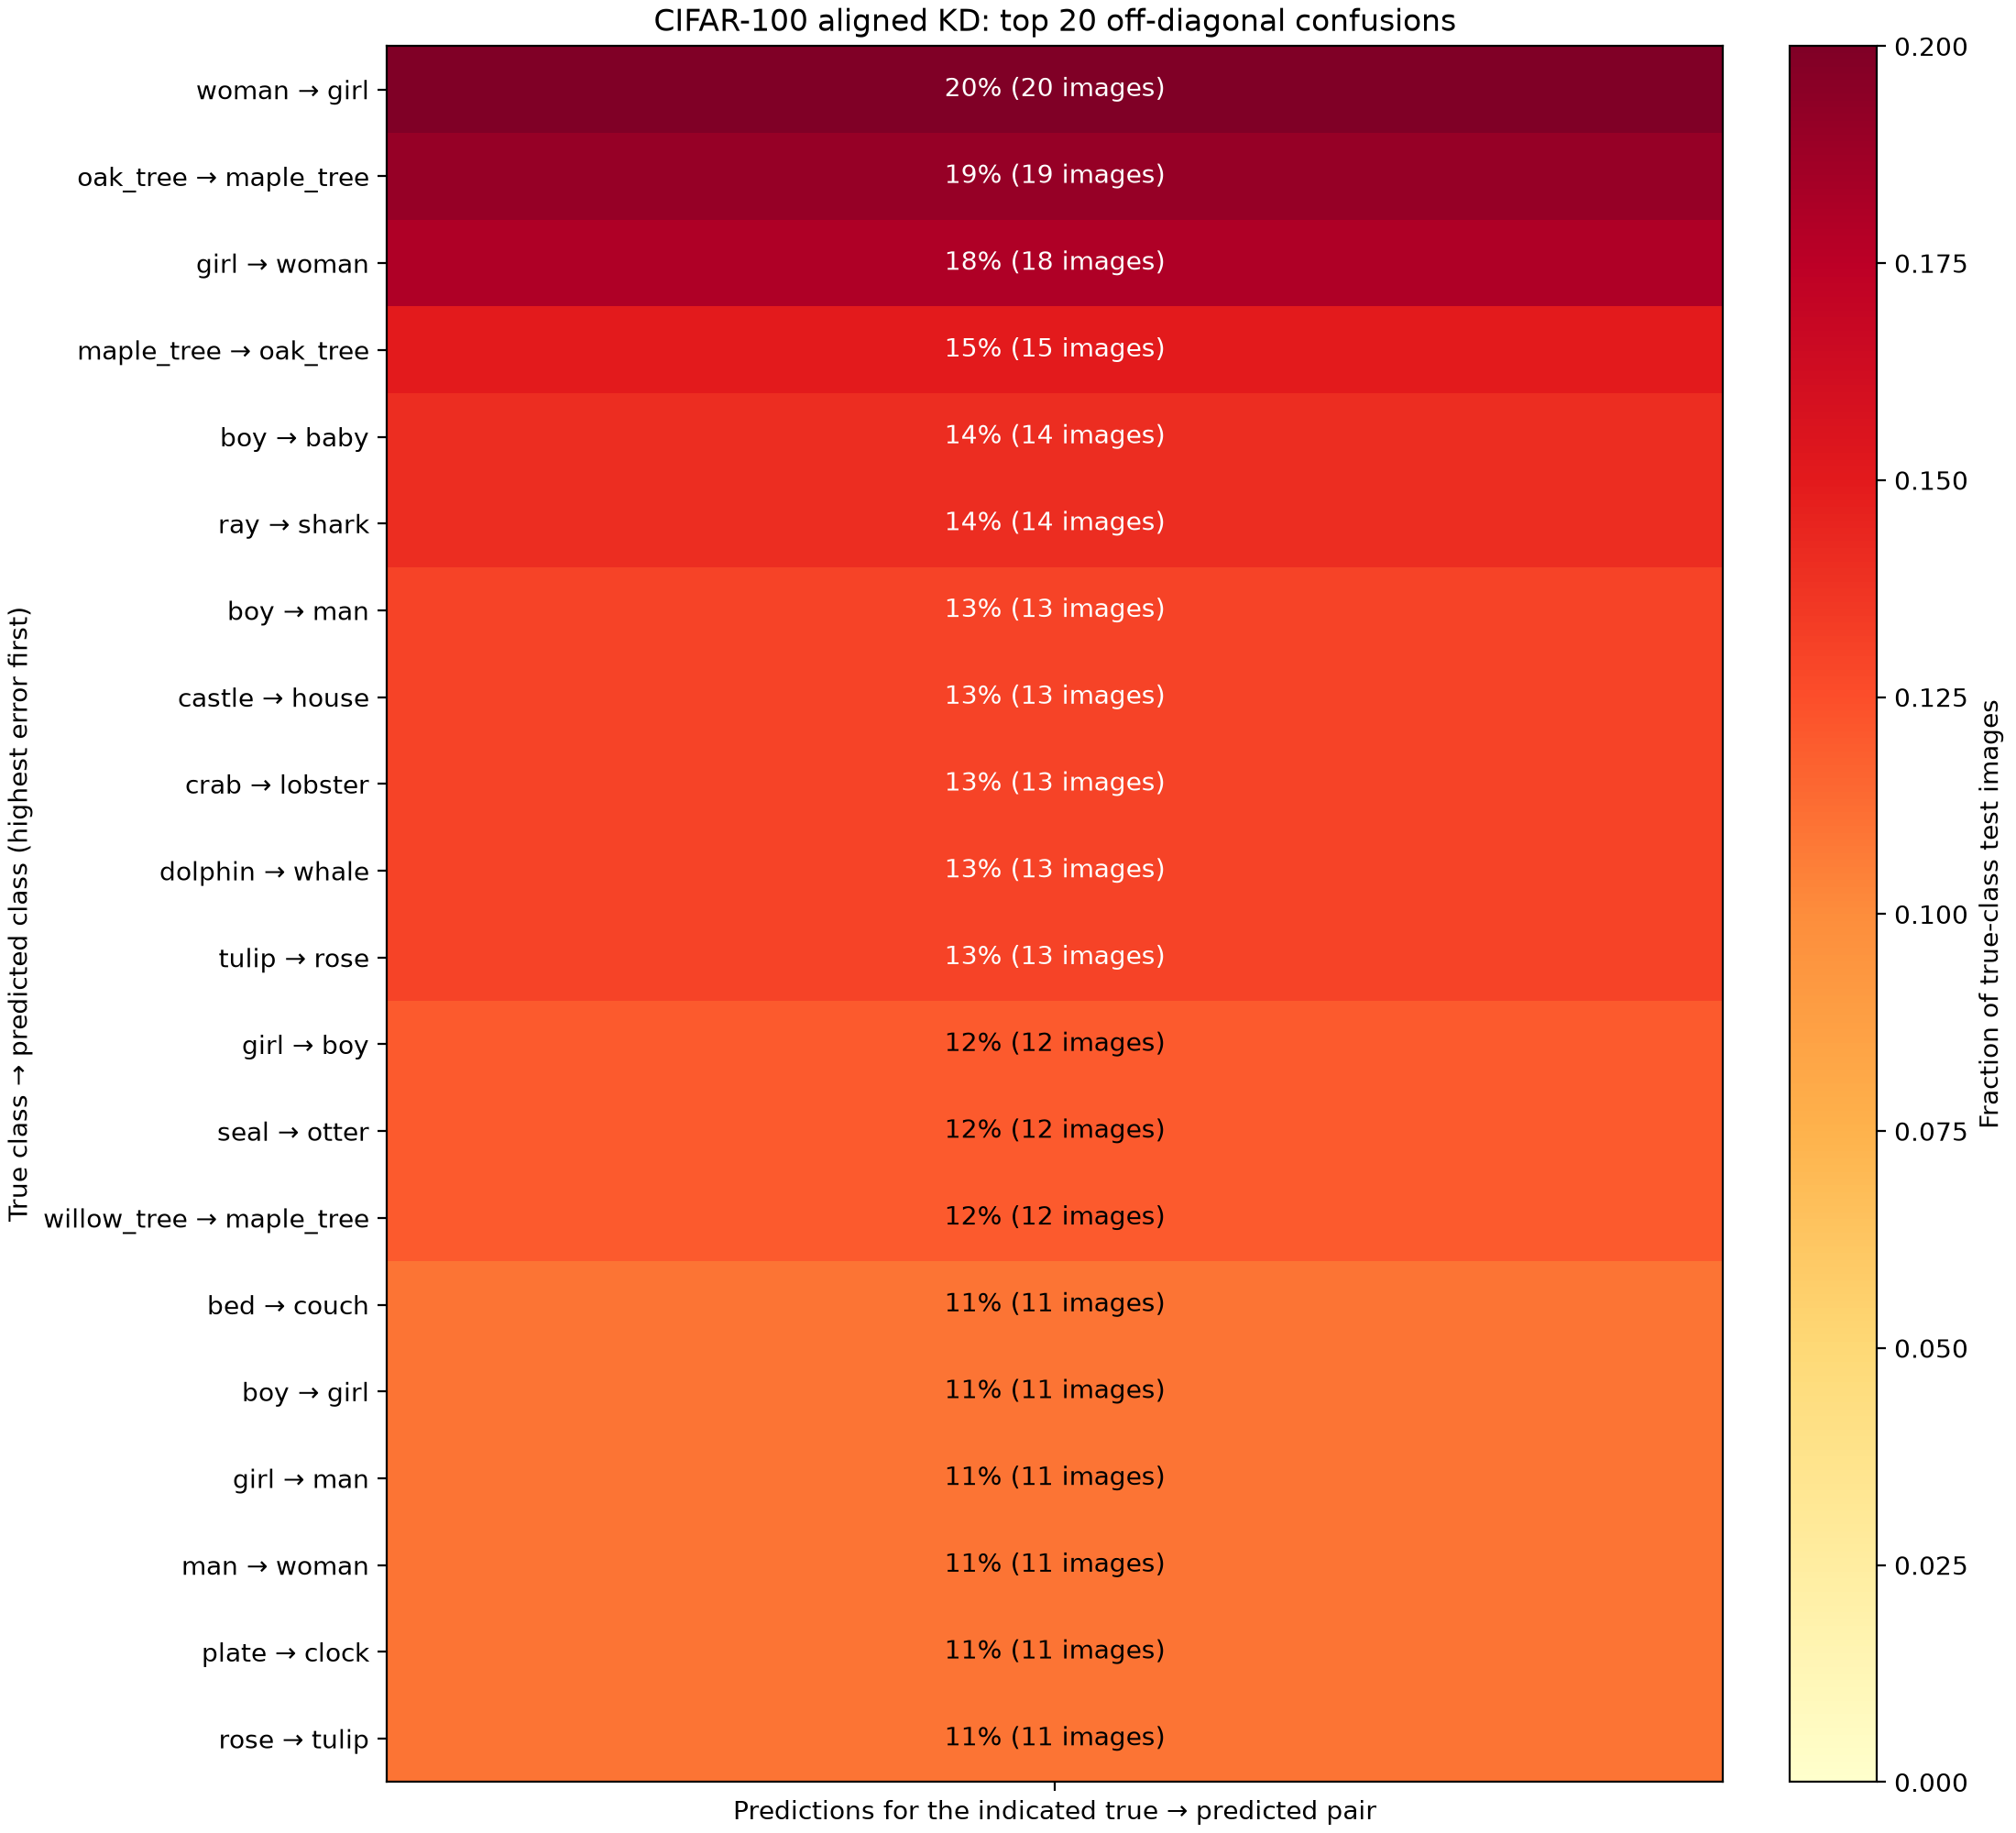 CIFAR-100 aligned KD: top 20 off-diagonal confusions
True class → predicted class (highest error first)
woman → girl 20% (20 images)
oak_tree → maple_tree 19% (19 images)
girl → woman 18% (18 images)
maple_tree → oak_tree 15% (15 images)
boy → baby 14% (14 images)
ray → shark 14% (14 images)
boy → man 13% (13 images)
castle → house 13% (13 images)
crab → lobster 13% (13 images)
dolphin → whale 13% (13 images)
tulip → rose 13% (13 images)
girl → boy 12% (12 images)
seal → otter 12% (12 images)
willow_tree → maple_tree 12% (12 images)
bed → couch 11% (11 images)
boy → girl 11% (11 images)
girl → man 11% (11 images)
man → woman 11% (11 images)
plate → clock 11% (11 images)
rose → tulip 11% (11 images)
Predictions for the indicated true → predicted pair
0.200
0.175
0.150
0.125
0.100
0.075
0.050
0.025
0.000
Fraction of true-class test images